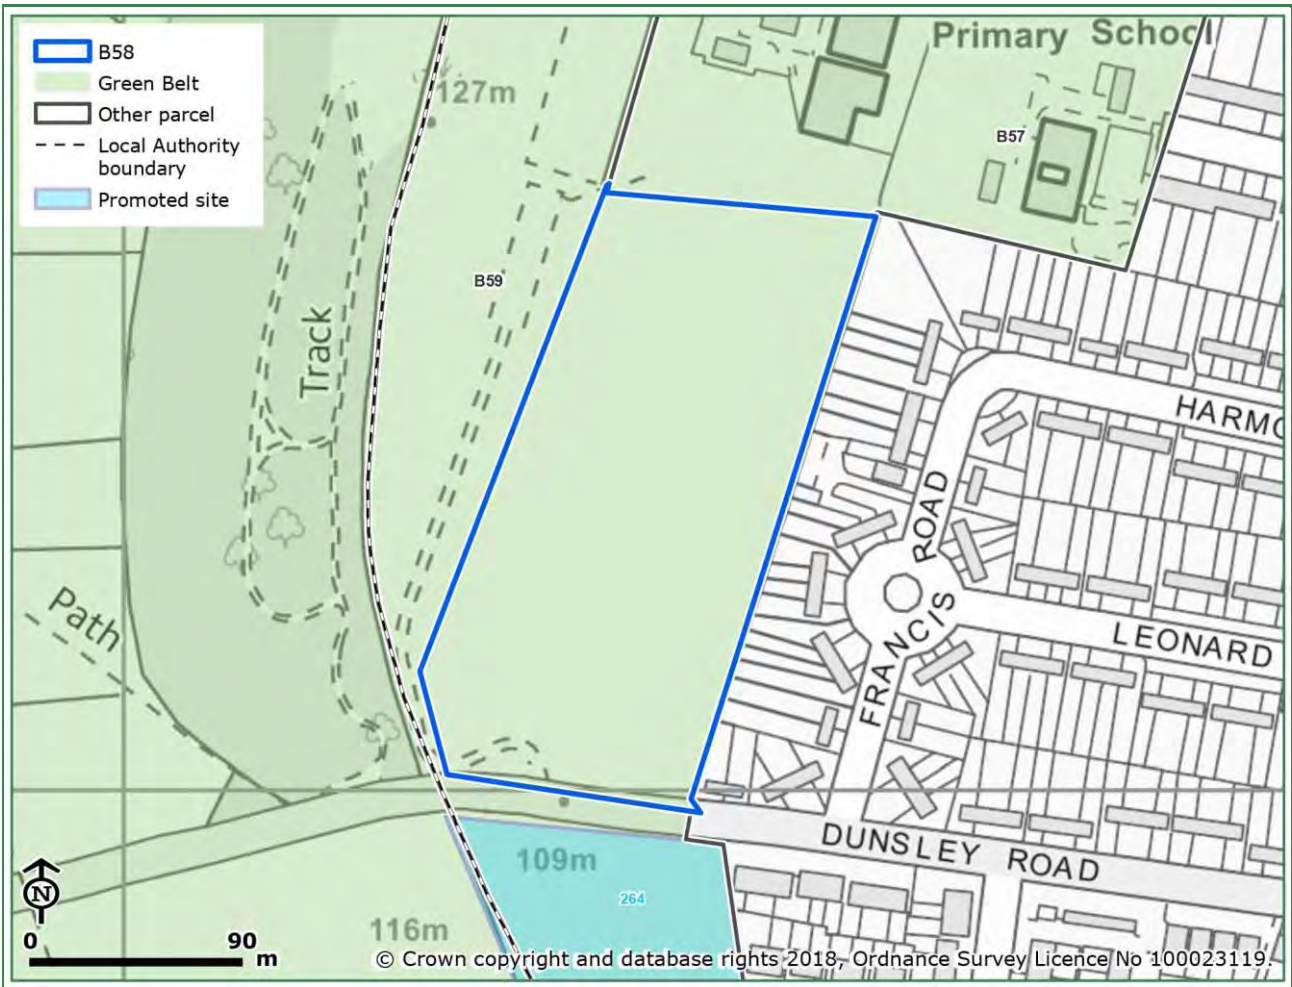 B58
Green Belt
Other parcel
Local Authority
boundary
Promoted site
127m
Primary School
B57
B59
Track
Path
HARMO
ROAD
FRANCIS
LEONARD
DUNSLEY ROAD
109m
264
116m
N
0 90
m
© Crown copyright and database rights 2018, Ordnance Survey Licence No 100023119.